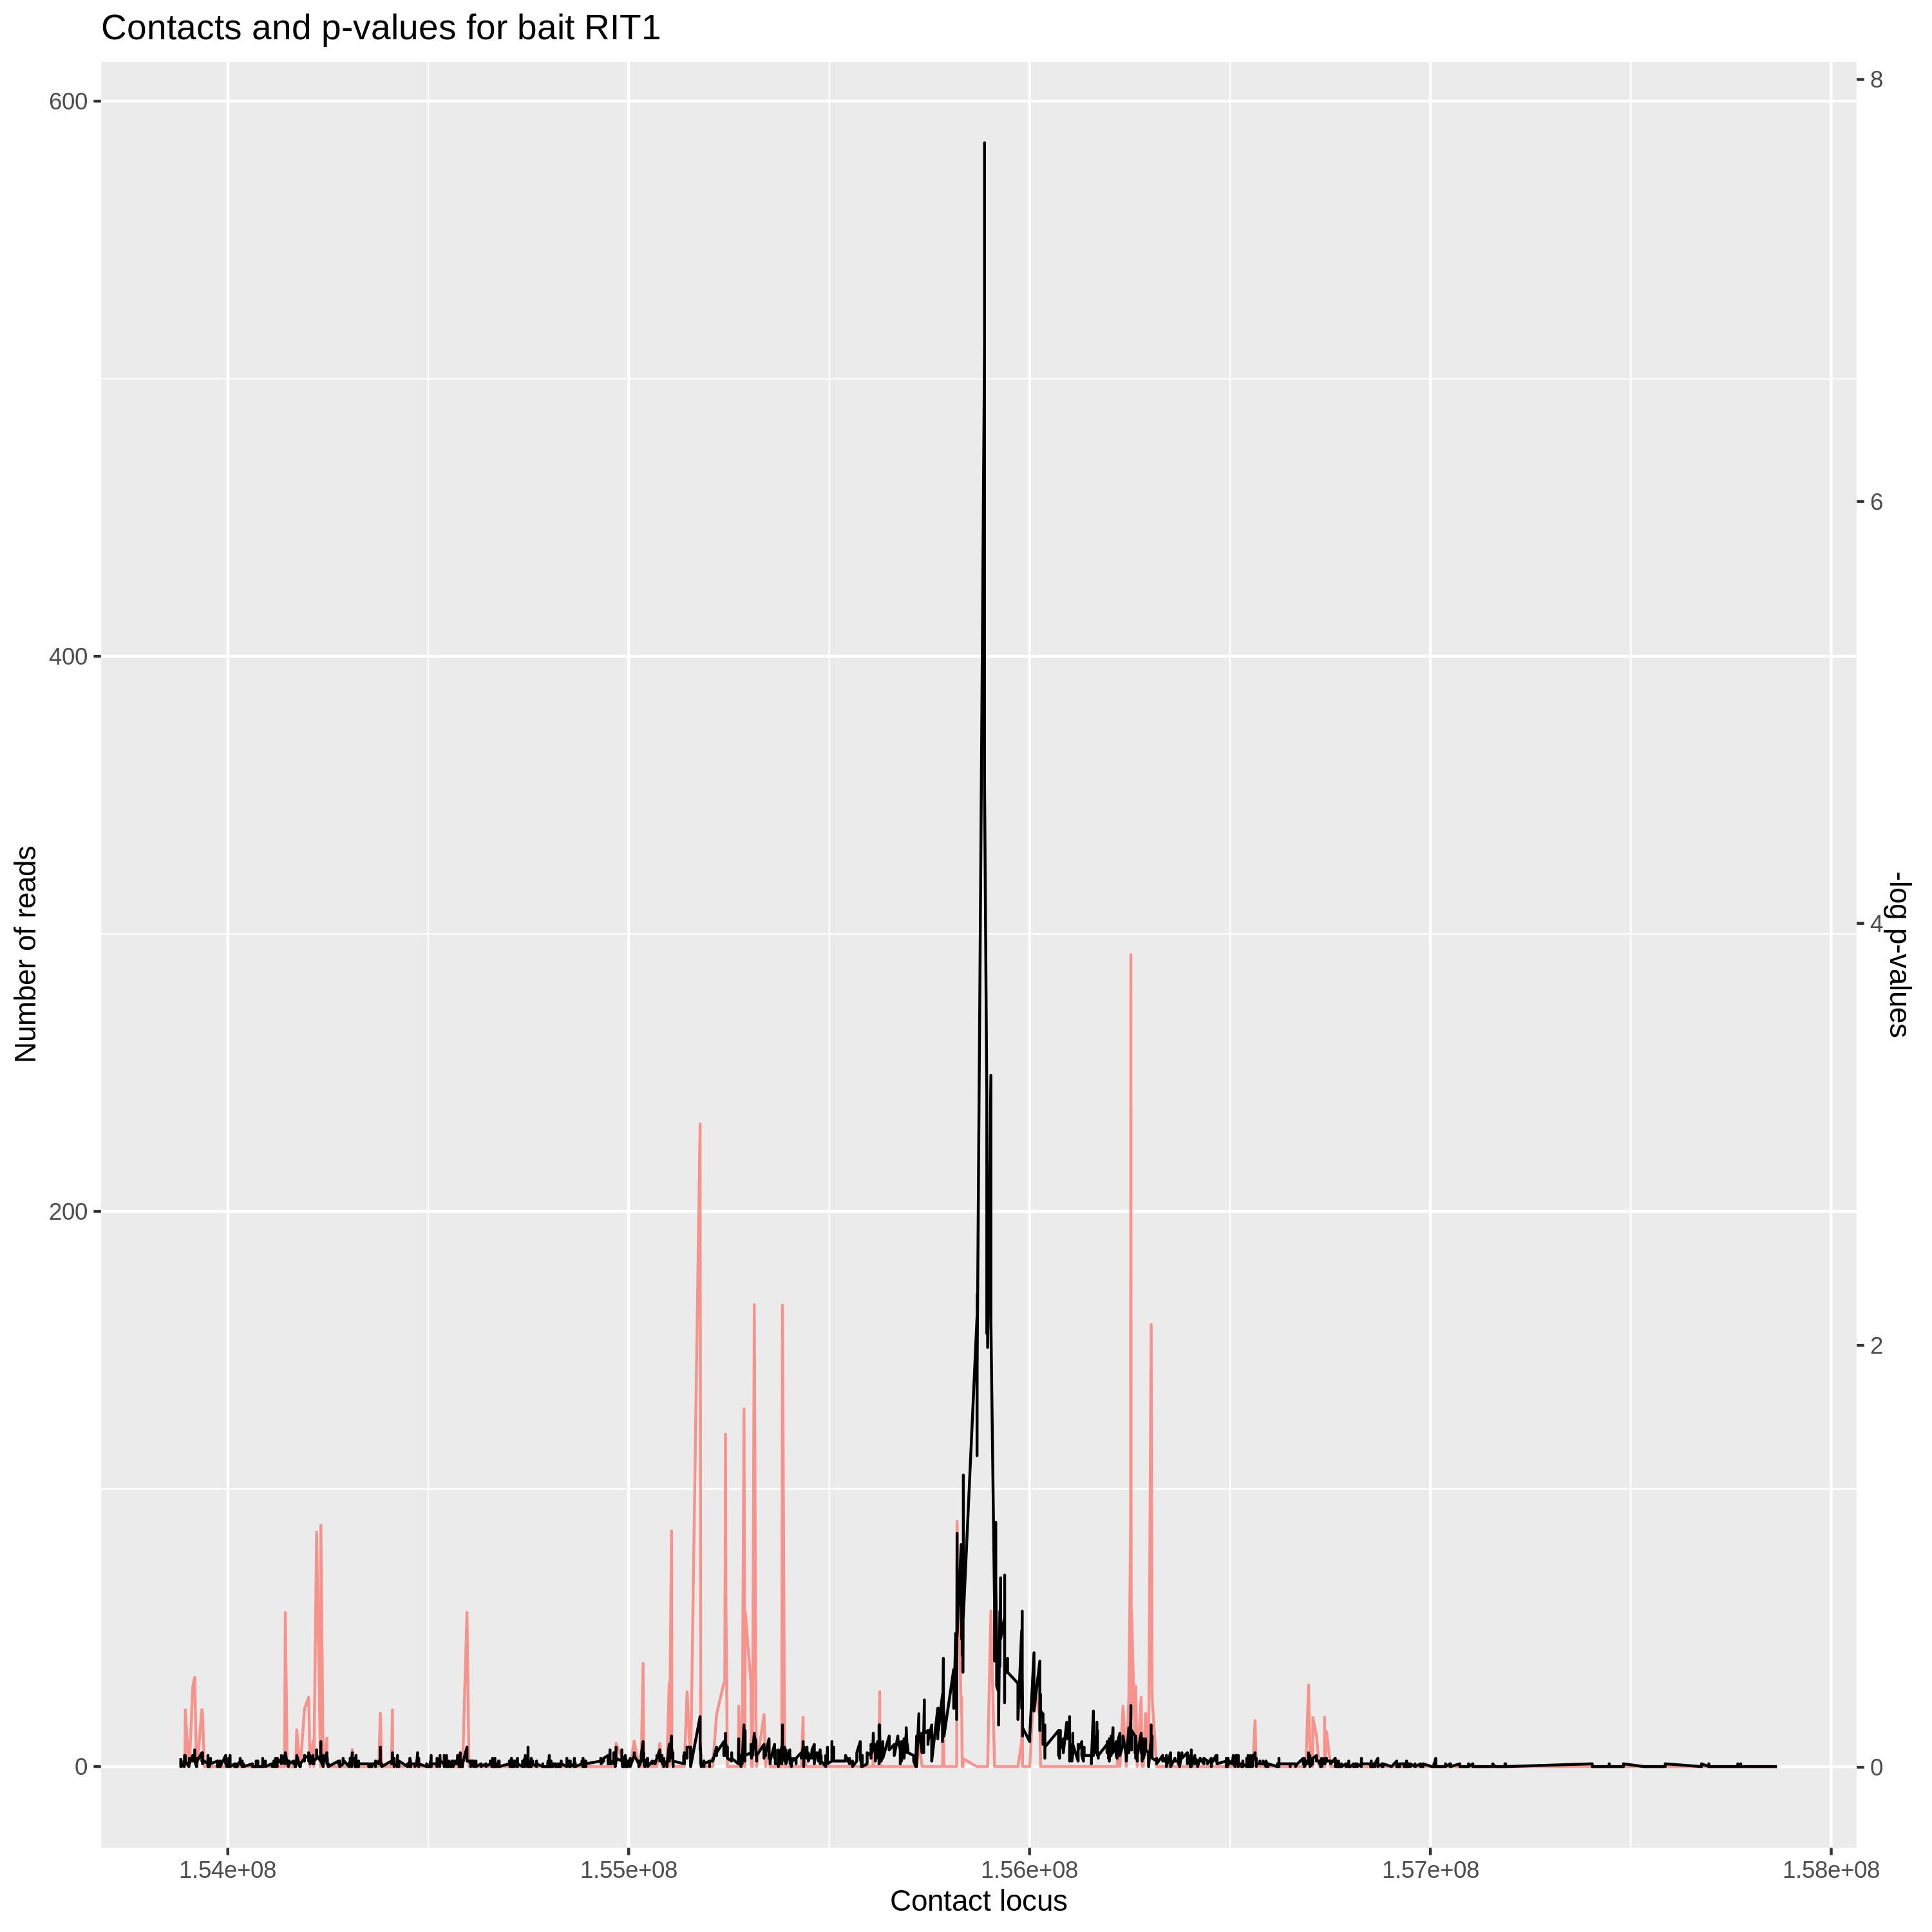 Contacts and p-values for bait RIT1
600
400
200
0
Number of reads
8
6
4
2
0
-log p-values
1.54e+08
1.55e+08
1.56e+08
1.57e+08
1.58e+08
Contact locus